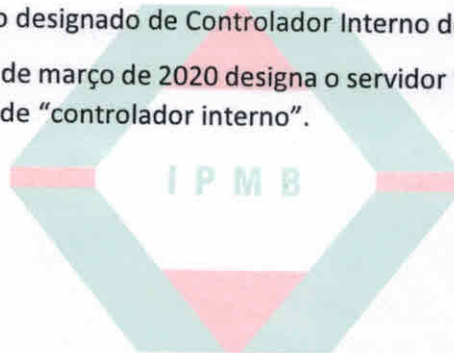 o designado de Controlador Interno d
de março de 2020 designa o servidor
de “controlador interno”.
I P M B